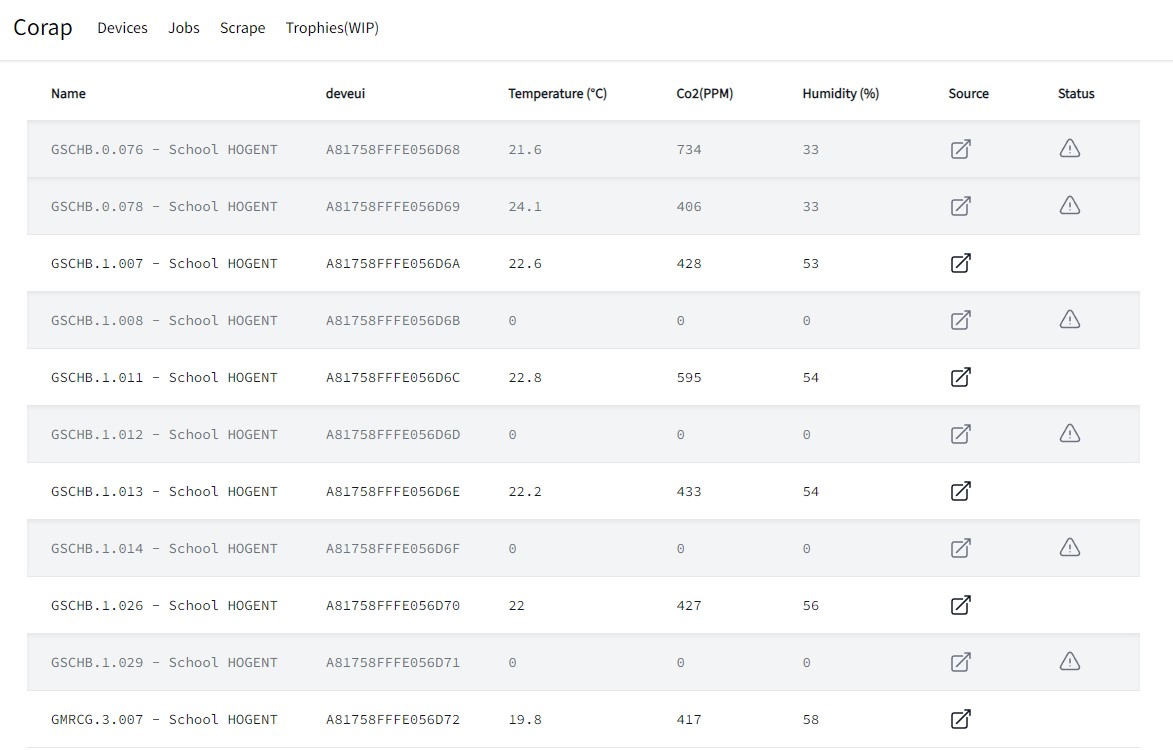 Corap Devices Jobs Scrape Trophies(WIP)
Name deveui Temperature (°C) Co2(PPM) Humidity (%) Source Status
GSCHB.0.076 - School HOGENT A81758FFFE056D68 21.6 734 33
GSCHB.0.078 - School HOGENT A81758FFFE056D69 24.1 406 33
GSCHB.1.007 - School HOGENT A81758FFFE056D6A 22.6 428 53
GSCHB.1.008 - School HOGENT A81758FFFE056D6B 0 0 0
GSCHB.1.011 - School HOGENT A81758FFFE056D6C 22.8 595 54
GSCHB.1.012 - School HOGENT A81758FFFE056D6D 0 0 0
GSCHB.1.013 - School HOGENT A81758FFFE056D6E 22.2 433 54
GSCHB.1.014 - School HOGENT A81758FFFE056D6F 0 0 0
GSCHB.1.026 - School HOGENT A81758FFFE056D70 22 427 56
GSCHB.1.029 - School HOGENT A81758FFFE056D71 0 0 0
GMRCG.3.007 - School HOGENT A81758FFFE056D72 19.8 417 58